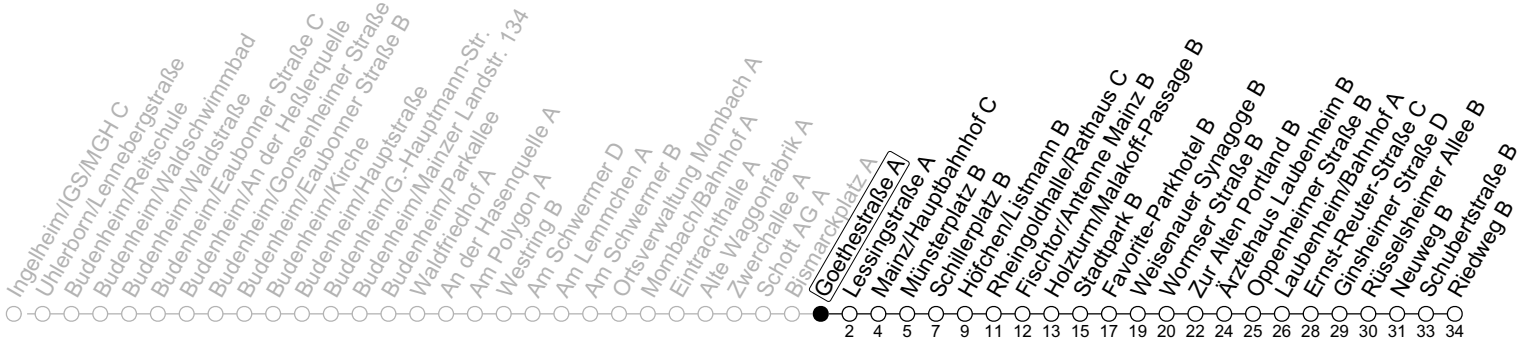 Ingelheim/IGS/MGH C
Uhlerborn/Lennebergstraße
Budenheim/Reitschule
Budenheim/Waldschwimmbad
Budenheim/Waldstraße
Budenheim/Eaubonner Straße C
Budenheim/An der Heßlerquelle
Budenheim/Gonsenheimer Straße
Budenheim/Eaubonner Straße B
Budenheim/Kirche
Budenheim/Hauptstraße
Budenheim/G.-Hauptmann-Str.
Budenheim/Mainzer Landstr. 134
Budenheim/Parkallee
Waldfriedhof A
An der Hasenquelle A
Am Polygon A
Westring B
Am Schwermer D
Am Lemmchen A
Am Schwermer B
Ortsverwaltung Mombach A
Mombach/Bahnhof A
Eintrachthalle A
Alte Waggonfabrik A
Zwerchallee A
Schott AG A
Bismarckplatz A
Goethestraße A
Lessingstraße A
Mainz/Hauptbahnhof C
Münsterplatz B
Schillerplatz B
Höfchen/Listmann B
Rheingoldhalle/Rathaus C
Fischtor/Antenne Mainz B
Holzturm/Malakoff-Passage B
Stadtpark B
Favorite-Parkhotel B
Weisenauer Synagoge B
Wormser Straße B
Zur Alten Portland B
Ärztehaus Laubenheim B
Oppenheimer Straße B
Laubenheim/Bahnhof A
Ernst-Reuter-Straße C
Ginsheimer Straße D
Rüsselsheimer Allee B
Neuweg B
Schubertstraße B
Riedweg B
2 4 5 7 9 11 12 13 15 17 19 20 22 24 25 26 28 29 30 31 33 34